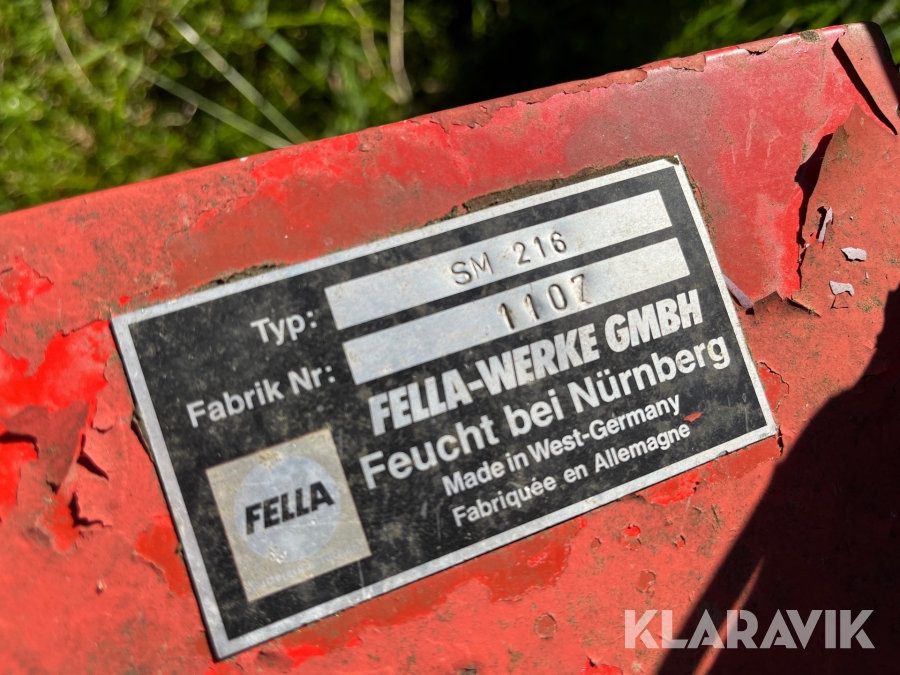 Typ: SM 216
Fabrik Nr: 1107
FELLA-WERKE GMBH
Feucht bei Nürnberg
Made in West-Germany
Fabriquée en Allemagne
FELLA
KLARAVIK